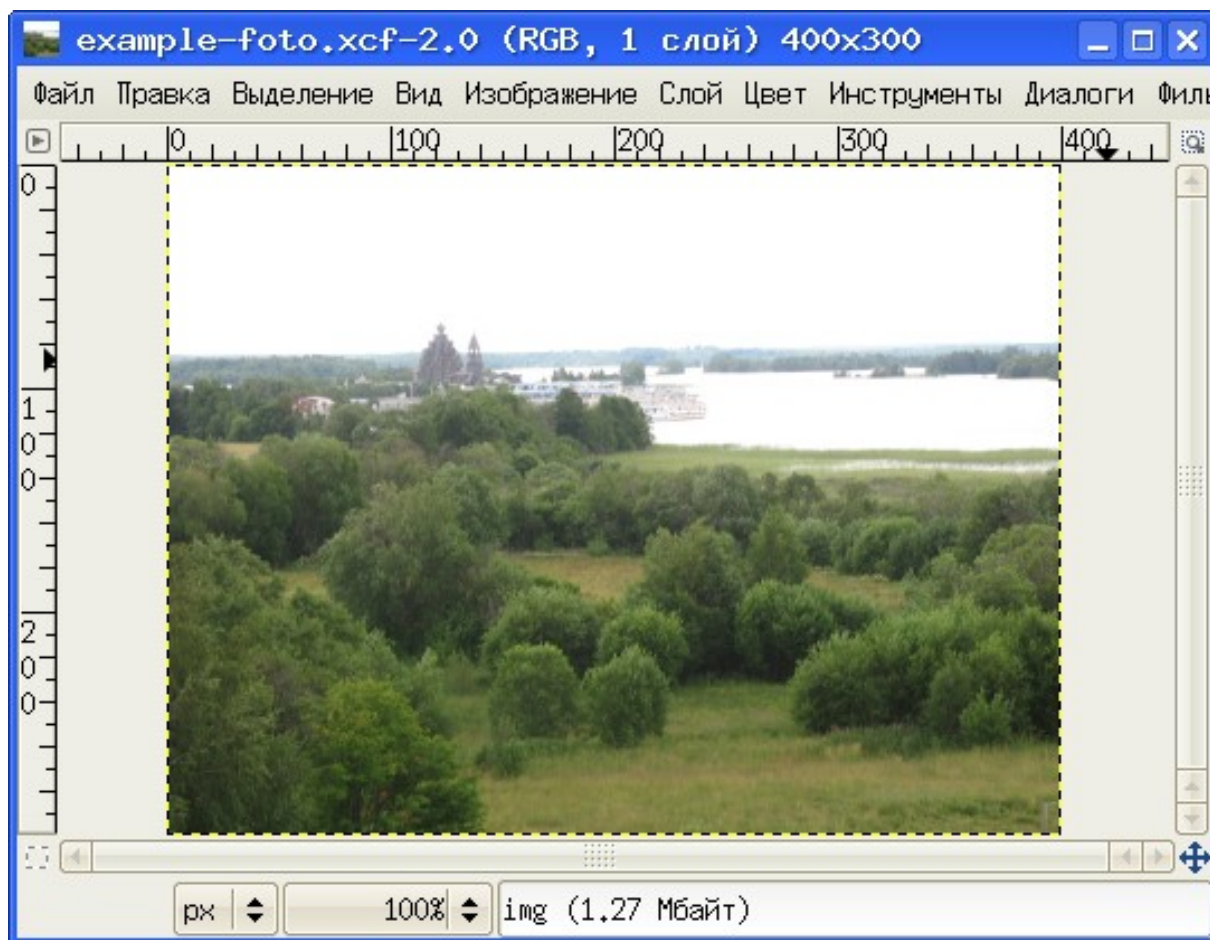 example-foto.xcf-2.0 (RGB, 1 слой) 400x300
Файл Правка Выделение Вид Изображение Слой Цвет Инструменты Диалоги Филь
0 100 200 300 400
0
100
200
px 100% img (1.27 Мбайт)